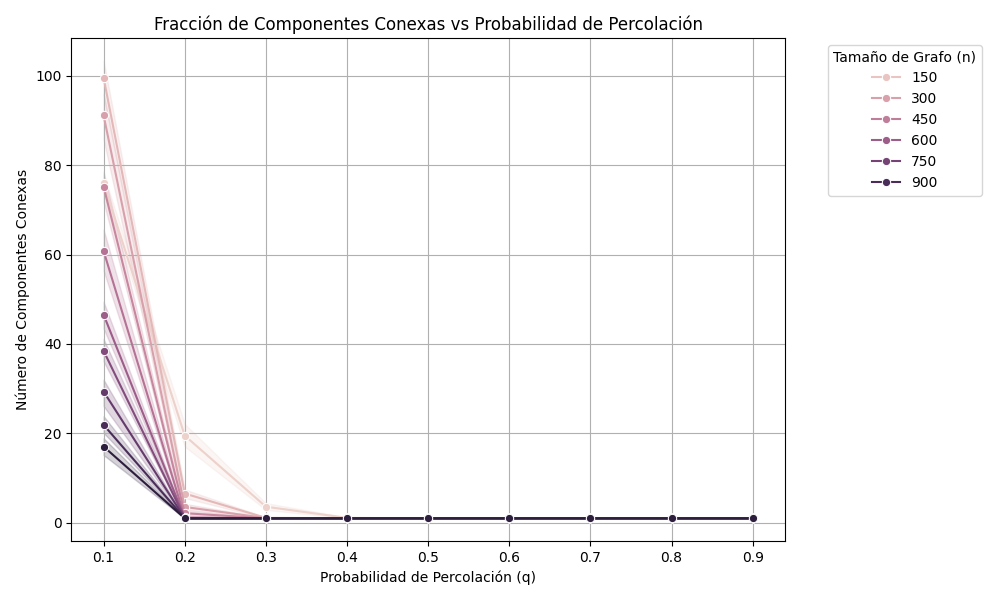 Fracción de Componentes Conexas vs Probabilidad de Percolación
Número de Componentes Conexas
100
80
60
40
20
0
0.1 0.2 0.3 0.4 0.5 0.6 0.7 0.8 0.9
Probabilidad de Percolación (q)
Tamaño de Grafo (n)
150
300
450
600
750
900